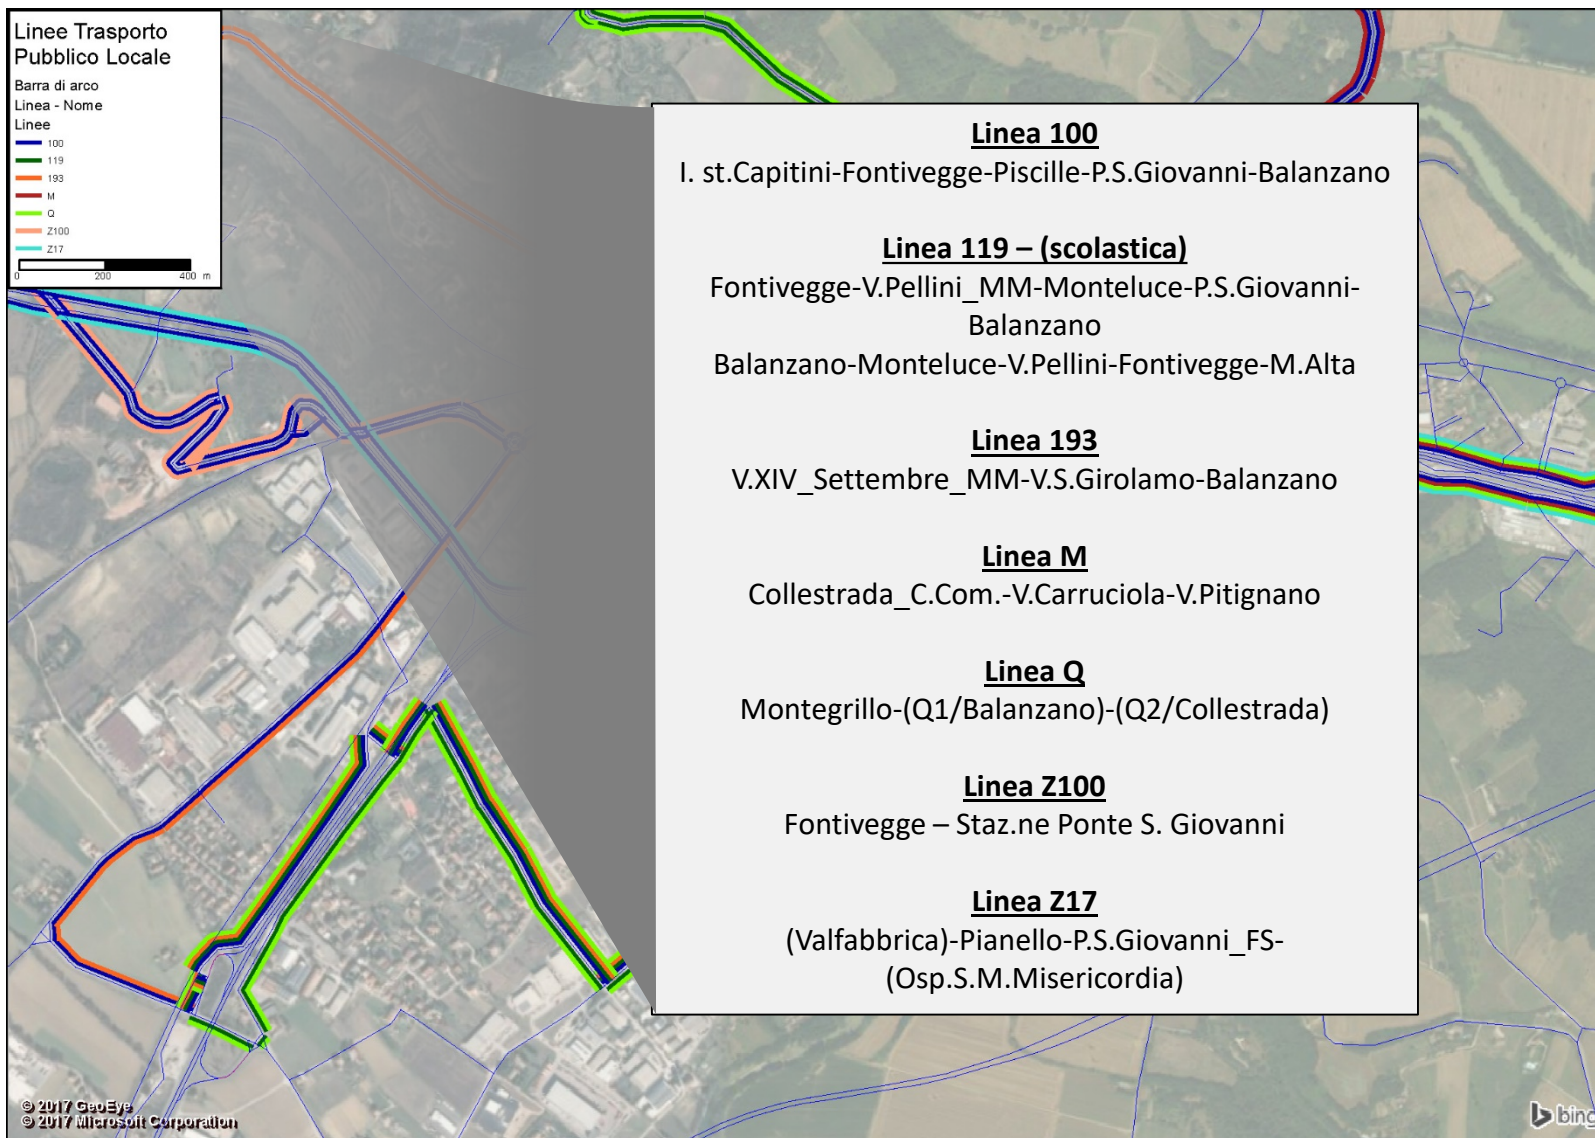 Linee Trasporto
Pubblico Locale
Barra di arco
Linea - Nome
Linee
100
119
193
M
Q
Z100
Z17
0 200 400 m
Linea 100
I. st.Capitini-Fontivegge-Piscille-P.S.Giovanni-Balanzano
Linea 119 – (scolastica)
Fontivegge-V.Pellini_MM-Monteluce-P.S.Giovanni-
Balanzano
Balanzano-Monteluce-V.Pellini-Fontivegge-M.Alta
Linea 193
V.XIV_Settembre_MM-V.S.Girolamo-Balanzano
Linea M
Collestrada_C.Com.-V.Carruciola-V.Pitignano
Linea Q
Montegrillo-(Q1/Balanzano)-(Q2/Collestrada)
Linea Z100
Fontivegge – Staz.ne Ponte S. Giovanni
Linea Z17
(Valfabbrica)-Pianello-P.S.Giovanni_FS-
(Osp.S.M.Misericordia)
© 2017 GeoEye
© 2017 Microsoft Corporation
bing